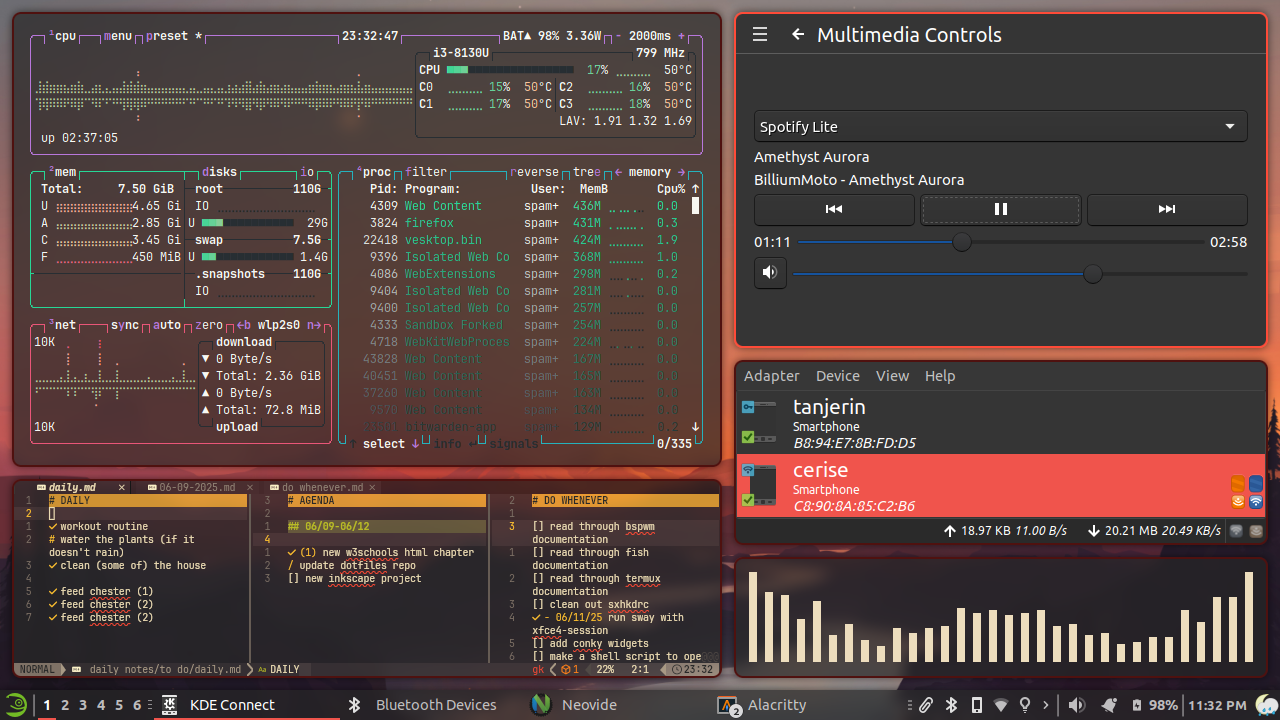 ¹cpu menu preset * 23:32:47 BAT▲ 98% 3.36W - 2000ms +
i3-8130U 799 MHz
CPU 17% 50°C
C0 15% 50°C C2 16% 50°C
C1 17% 50°C C3 18% 50°C
LAV: 1.91 1.32 1.69
up 02:37:05
²mem disks io
Total: 7.50 GiB
U 4.65 Gi
A 2.85 Gi
C 3.45 Gi
F 450 MiB
root 110G
IO
U 29G
swap 7.5G
U 1.4G
.snapshots 110G
IO
³net sync auto zero ←b wlp2s0 n→
10K
10K
download
▼ 0 Byte/s
▼ Total: 2.36 GiB
▲ 0 Byte/s
▲ Total: 72.8 MiB
upload
⁴proc filter reverse tree ← memory →
Pid: Program: User: MemB Cpu% ↑
4309 Web Content spam+ 436M 0.0
3824 firefox spam+ 431M 0.3
22418 vesktop.bin spam+ 424M 1.9
9396 Isolated Web Co spam+ 368M 1.0
4086 WebExtensions spam+ 298M 0.2
9404 Isolated Web Co spam+ 281M 0.0
9400 Isolated Web Co spam+ 257M 0.0
4333 Sandbox Forked spam+ 254M 0.0
4718 WebKitWebProces spam+ 224M 0.0
43828 Web Content spam+ 167M 0.0
40451 Web Content spam+ 165M 0.0
37260 Web Content spam+ 163M 0.0
9570 Web Content spam+ 134M 0.0
bitwarden-app spam+ 129M 0.2 ↓
↑ select ↓ info ↵ signals 0/335
Multimedia Controls
Spotify Lite
Amethyst Aurora
BilliumMoto - Amethyst Aurora
01:11 02:58
Adapter Device View Help
tanjerin
Smartphone
B8:94:E7:8B:FD:D5
cerise
Smartphone
C8:90:8A:85:C2:B6
18.97 KB 11.00 B/s 20.21 MB 20.49 KB/s
daily.md 06-09-2025.md do whenever.md
1 # DAILY
2
1 workout routine
2 # water the plants (if it
doesn't rain)
3 clean (some of) the house
4
5 feed chester (1)
6 feed chester (2)
7 feed chester (2)
3 # AGENDA
2
1 ## 06/09-06/12
4
1 (1) new w3schools html chapter
2 / update dotfiles repo
3 [] new inkscape project
2 # DO WHENEVER
1
3 [] read through bspwm
documentation
1 [] read through fish
documentation
2 [] read through termux
documentation
3 [] clean out sxhkdrc
4 - 06/11/25 run sway with
xfce4-session
5 [] add conky widgets
6 [] make a shell script to ope@@@
NORMAL daily notes/to do/daily.md Aa DAILY gk 1 22% 2:1 23:32
1 2 3 4 5 6 KDE Connect Bluetooth Devices Neovide 2 Alacritty 98% 11:32 PM